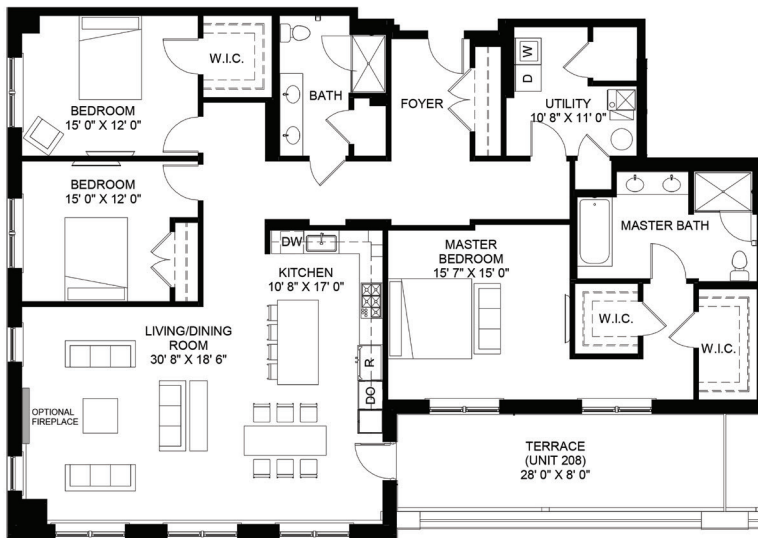 BEDROOM
15' 0" X 12' 0"
W.I.C.
BATH
FOYER
W
D
UTILITY
10' 8" X 11' 0"
BEDROOM
15' 0" X 12' 0"
DW
KITCHEN
10' 8" X 17' 0"
MASTER
BEDROOM
15' 7" X 15' 0"
MASTER BATH
W.I.C.
W.I.C.
LIVING/DINING
ROOM
30' 8" X 18' 6"
R
DO
OPTIONAL
FIREPLACE
TERRACE
(UNIT 208)
28' 0" X 8' 0"